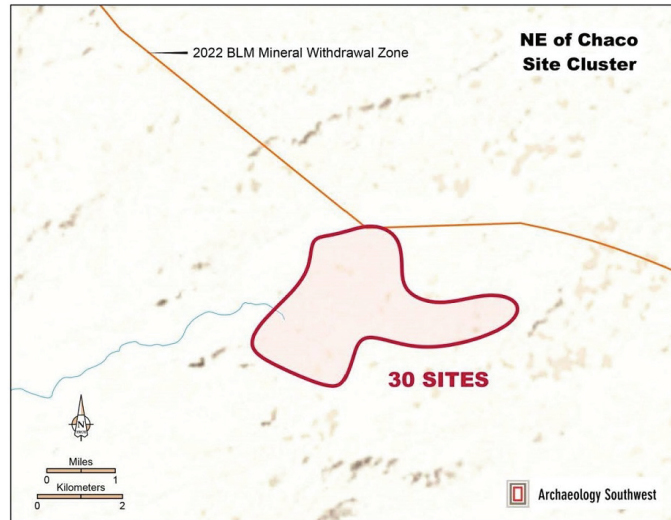 NE of Chaco
Site Cluster
2022 BLM Mineral Withdrawal Zone
30 SITES
N
Miles
0 1
Kilometers
0 2
Archaeology Southwest